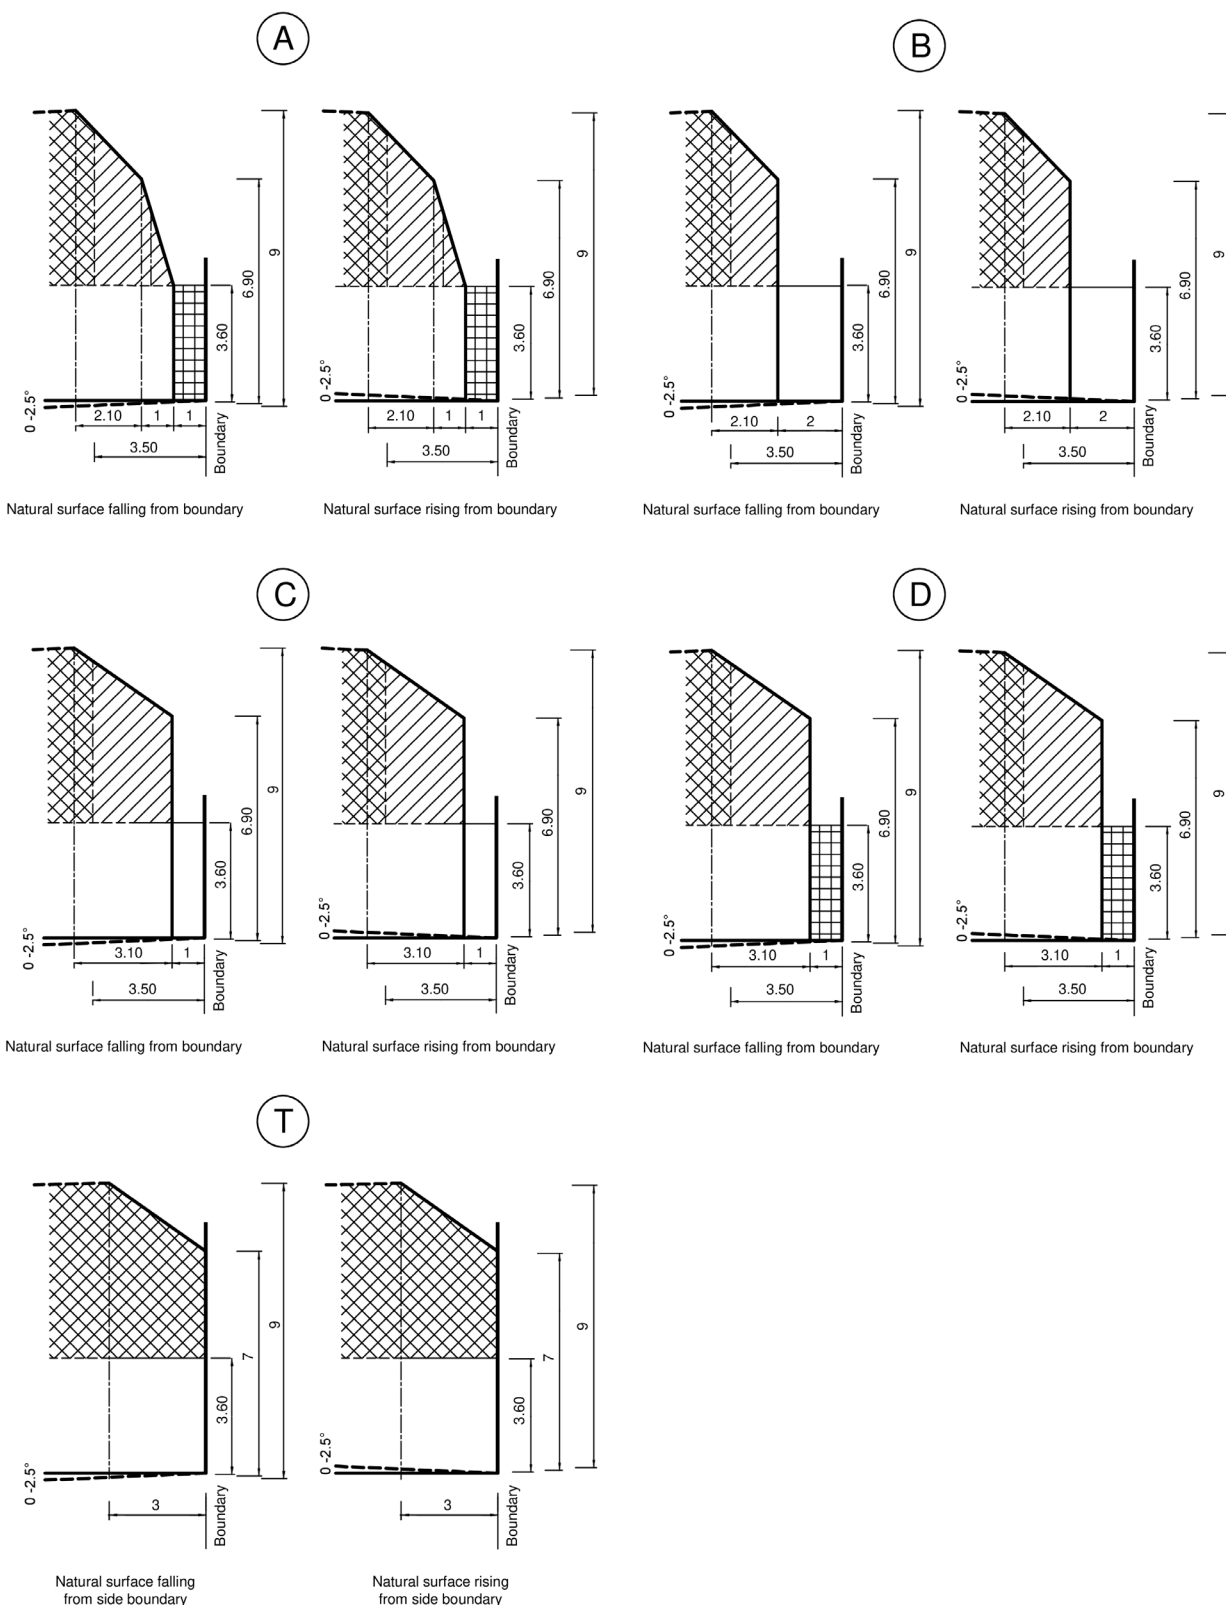 A
B
9
6.90
3.60
0 -2.5°
2.10
1
1
3.50
Boundary
Natural surface falling from boundary
9
6.90
3.60
0 -2.5°
2.10
1
1
3.50
Boundary
Natural surface rising from boundary
9
6.90
3.60
0 -2.5°
2.10
2
3.50
Boundary
Natural surface falling from boundary
9
6.90
3.60
0 -2.5°
2.10
2
3.50
Boundary
Natural surface rising from boundary
C
D
9
6.90
3.60
0 -2.5°
3.10
1
3.50
Boundary
Natural surface falling from boundary
9
6.90
3.60
0 -2.5°
3.10
1
3.50
Boundary
Natural surface rising from boundary
9
6.90
3.60
0 -2.5°
3.10
1
3.50
Boundary
Natural surface falling from boundary
9
6.90
3.60
0 -2.5°
3.10
1
3.50
Boundary
Natural surface rising from boundary
T
9
7
3.60
0 -2.5°
3
Boundary
Natural surface falling
from side boundary
9
7
3.60
0 -2.5°
3
Boundary
Natural surface rising
from side boundary